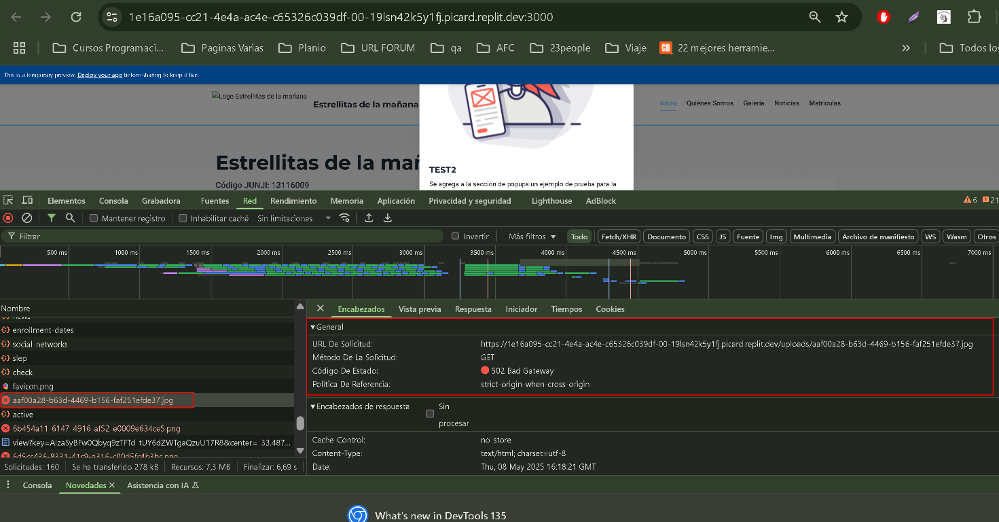 1e16a095-cc21-4e4a-ac4e-c65326c039df-00-19lsn42k5y1fj.picard.replit.dev:3000
Cursos Programaci... Paginas Varias Planio URL FORUM qa AFC 23people Viaje 22 mejores herramie... » Todos los
This is a temporary preview. Deploy your app before sharing to keep it live.
Logo Estrellitas de la mañana Estrellitas de la mañana Inicio Quiénes Somos Galería Noticias Matrículas
Estrellitas de la mañ
Código JUNJI: 13116009
TEST2
Se agrega a la sección de popups un ejemplo de prueba para la
Elementos Consola Grabadora Fuentes Red Rendimiento Memoria Aplicación Privacidad y seguridad Lighthouse AdBlock 6 21
Mantener registro Inhabilitar caché Sin limitaciones
Filtrar Invertir Más filtros Todo Fetch/XHR Documento CSS JS Fuente Img Multimedia Archivo de manifiesto WS Wasm Otros
500 ms 1000 ms 1500 ms 2000 ms 2500 ms 3000 ms 3500 ms 4000 ms 4500 ms 5000 ms 5500 ms 6000 ms 6500 ms 7000 ms
Nombre
news
enrollment-dates
social-networks
slep
check
favicon.png
aaf00a28-b63d-4469-b156-faf251efde37.jpg
active
6b454a11-6147-4916-af52-e0009e634ce5.png
view?key=AIzaSyBFw0Qbyq9zTFTd_tUY6dZWTgaQzuU17R8&center=-33.487...
Solicitudes: 160 Se ha transferido 278 kB Recursos: 7,3 MB Finalizar: 6,69 s
Encabezados Vista previa Respuesta Iniciador Tiempos Cookies
General
URL De Solicitud: https://1e16a095-cc21-4e4a-ac4e-c65326c039df-00-19lsn42k5y1fj.picard.replit.dev/uploads/aaf00a28-b63d-4469-b156-faf251efde37.jpg
Método De La Solicitud: GET
Código De Estado: 502 Bad Gateway
Política De Referencia: strict-origin-when-cross-origin
Encabezados de respuesta Sin
procesar
Cache Control: no store
Content-Type: text/html; charset=utf-8
Date: Thu, 08 May 2025 16:18:21 GMT
Consola Novedades Asistencia con IA
What's new in DevTools 135